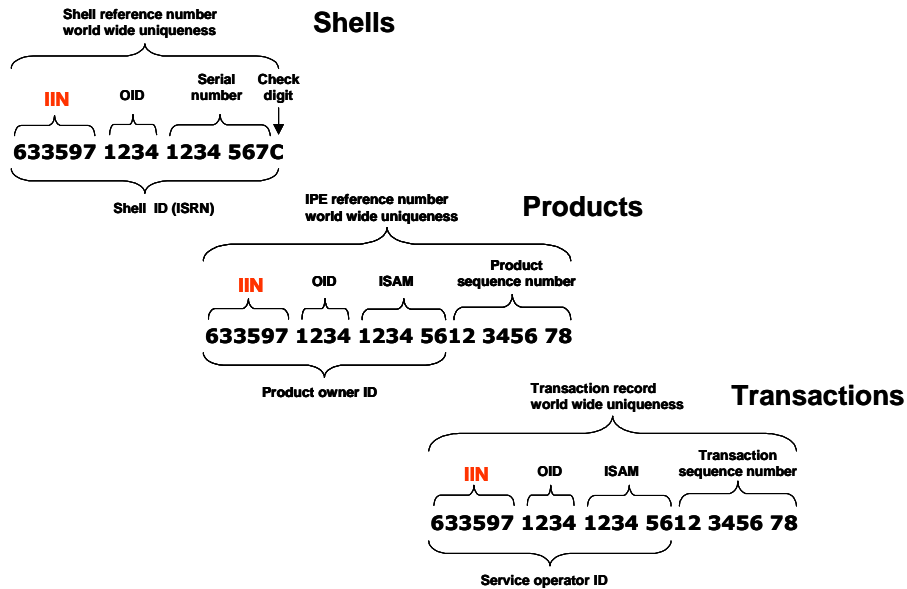 Shells
Shell reference number
world wide uniqueness
IIN
OID
Serial
number
Check
digit
633597 1234 1234 567C
Shell ID (ISRN)
Products
IPE reference number
world wide uniqueness
IIN
OID
ISAM
Product
sequence number
633597 1234 1234 5612 3456 78
Product owner ID
Transactions
Transaction record
world wide uniqueness
IIN
OID
ISAM
Transaction
sequence number
633597 1234 1234 5612 3456 78
Service operator ID